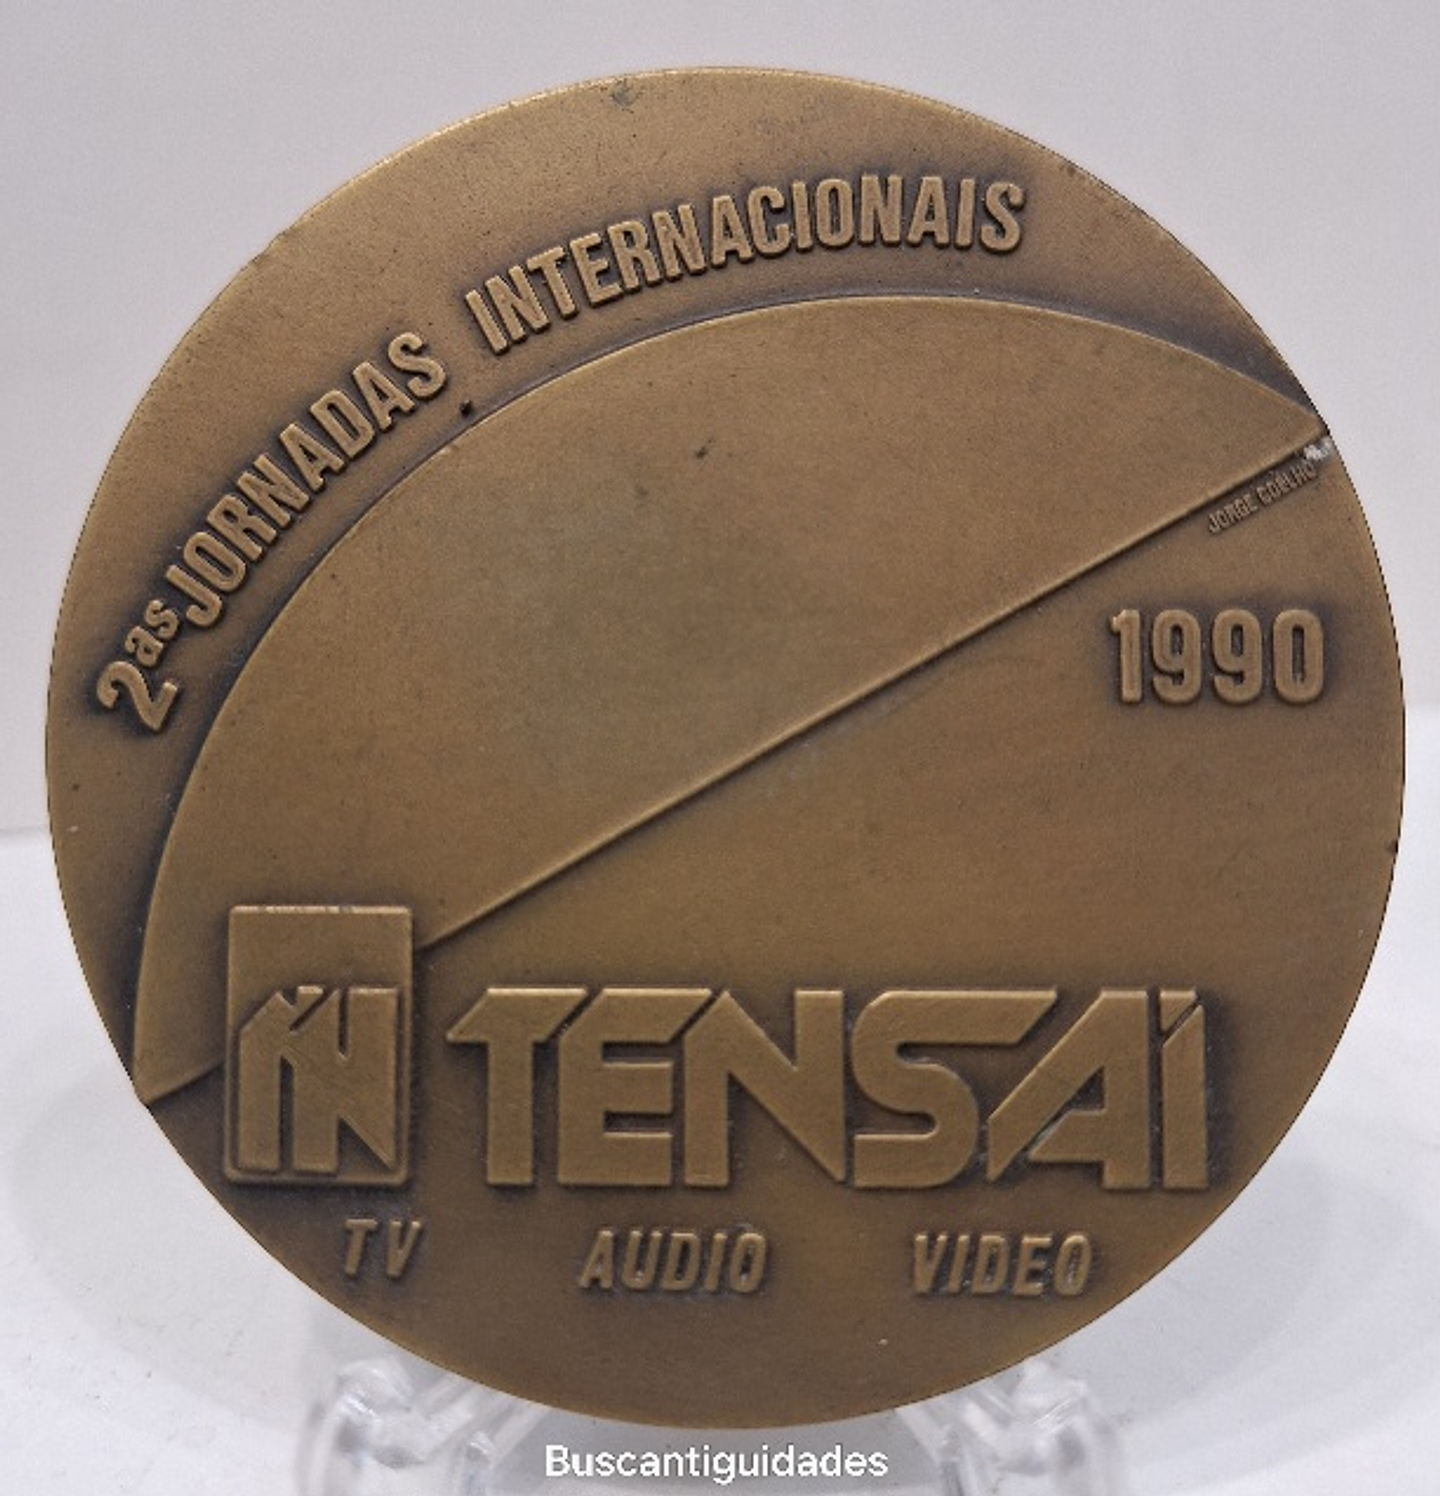 2as JORNADAS INTERNACIONAIS
JORGE COELHO
1990
TENSAi
TV AUDIO VIDEO
Buscantiguidades